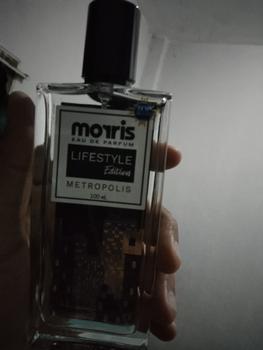 morris
EAU DE PARFUM
LIFESTYLE
Edition
METROPOLIS
100 mL